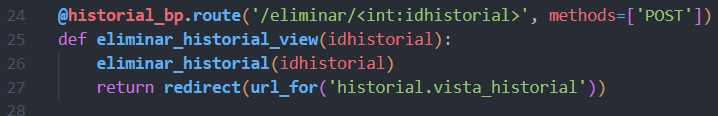 24 @historial_bp.route('/eliminar/<int:idhistorial>', methods=['POST'])
25 def eliminar_historial_view(idhistorial):
26     eliminar_historial(idhistorial)
27     return redirect(url_for('historial.vista_historial'))
28